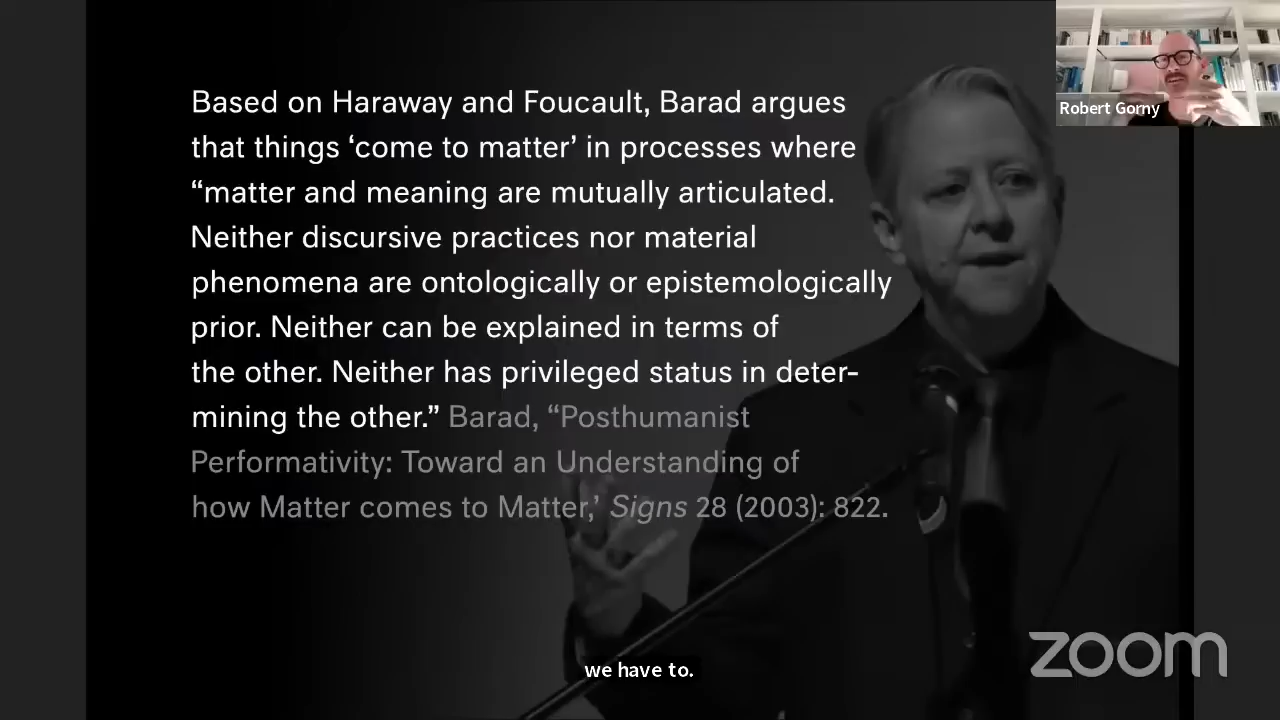 Based on Haraway and Foucault, Barad argues
that things ‘come to matter’ in processes where
“matter and meaning are mutually articulated.
Neither discursive practices nor material
phenomena are ontologically or epistemologically
prior. Neither can be explained in terms of
the other. Neither has privileged status in deter-
mining the other.” Barad, “Posthumanist
Performativity: Toward an Understanding of
how Matter comes to Matter,’ Signs 28 (2003): 822.
Robert Gorny
we have to.
zoom